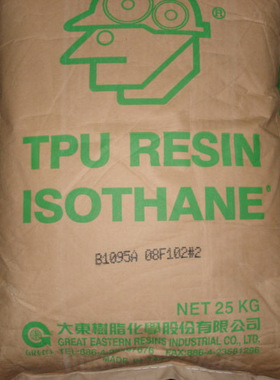 ®
TPU RESIN
ISOTHANE
B1095A 08F102#2
NET 25 KG
大東樹脂化學股份有限公司
GREAT EASTERN RESINS INDUSTRIAL CO., LTD.